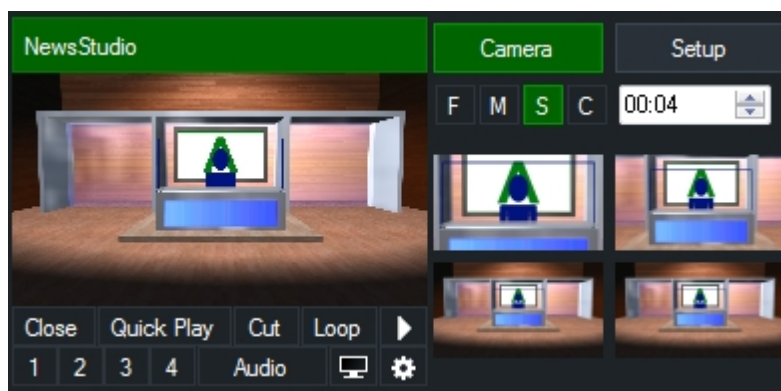 NewsStudio
Camera
Setup
F M S C 00:04
Close Quick Play Cut Loop
1 2 3 4 Audio